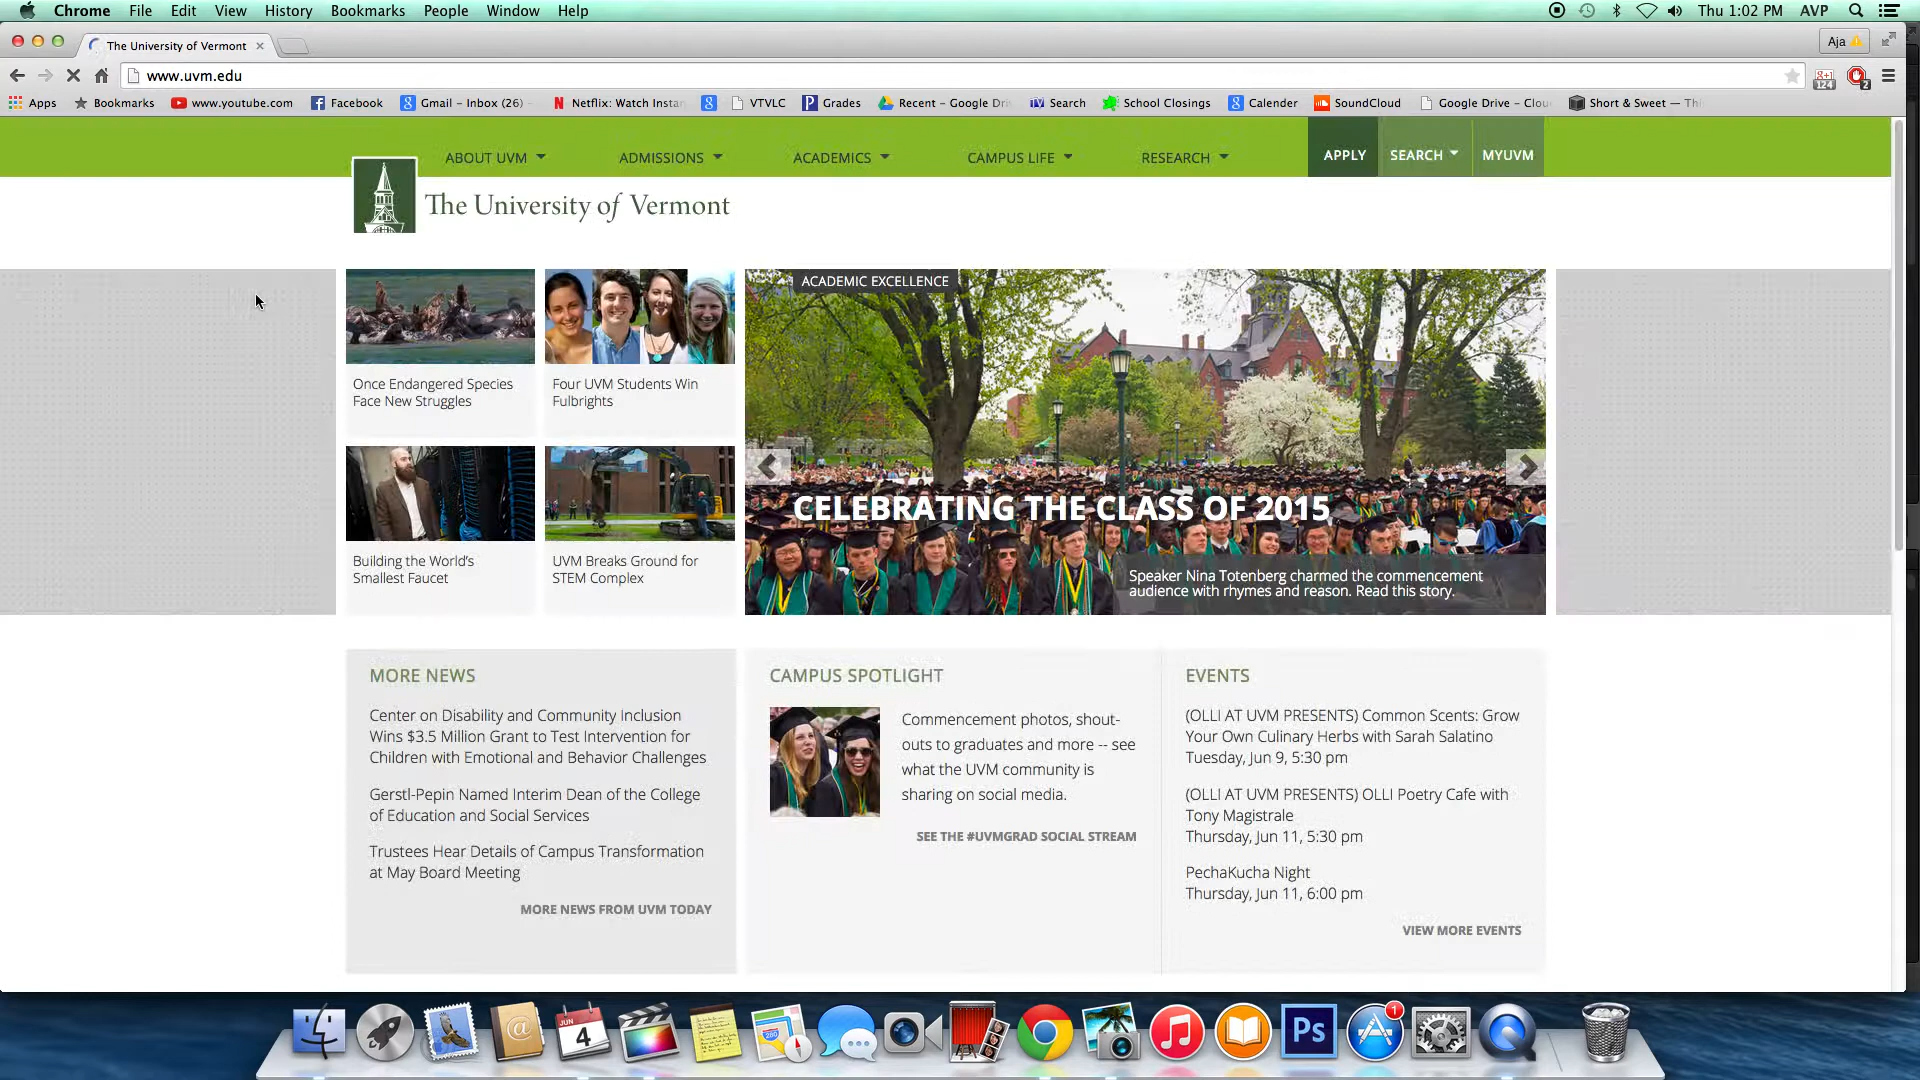 Chrome File Edit View History Bookmarks People Window Help Thu 1:02 PM AVP
The University of Vermont Aja
www.uvm.edu
Apps Bookmarks www.youtube.com Facebook Gmail – Inbox (26) Netflix: Watch Instan VTVLC Grades Recent – Google Dri Search School Closings Calender SoundCloud Google Drive – Clou Short & Sweet — Thi
124 2
ABOUT UVM ADMISSIONS ACADEMICS CAMPUS LIFE RESEARCH APPLY SEARCH MYUVM
The University of Vermont
ACADEMIC EXCELLENCE
Once Endangered Species
Face New Struggles
Four UVM Students Win
Fulbrights
Building the World's
Smallest Faucet
UVM Breaks Ground for
STEM Complex
CELEBRATING THE CLASS OF 2015
Speaker Nina Totenberg charmed the commencement
audience with rhymes and reason. Read this story.
MORE NEWS
Center on Disability and Community Inclusion
Wins $3.5 Million Grant to Test Intervention for
Children with Emotional and Behavior Challenges
Gerstl-Pepin Named Interim Dean of the College
of Education and Social Services
Trustees Hear Details of Campus Transformation
at May Board Meeting
MORE NEWS FROM UVM TODAY
CAMPUS SPOTLIGHT
Commencement photos, shout-
outs to graduates and more -- see
what the UVM community is
sharing on social media.
SEE THE #UVMGRAD SOCIAL STREAM
EVENTS
(OLLI AT UVM PRESENTS) Common Scents: Grow
Your Own Culinary Herbs with Sarah Salatino
Tuesday, Jun 9, 5:30 pm
(OLLI AT UVM PRESENTS) OLLI Poetry Cafe with
Tony Magistrale
Thursday, Jun 11, 5:30 pm
PechaKucha Night
Thursday, Jun 11, 6:00 pm
VIEW MORE EVENTS
JUN
4
280
Ps
1